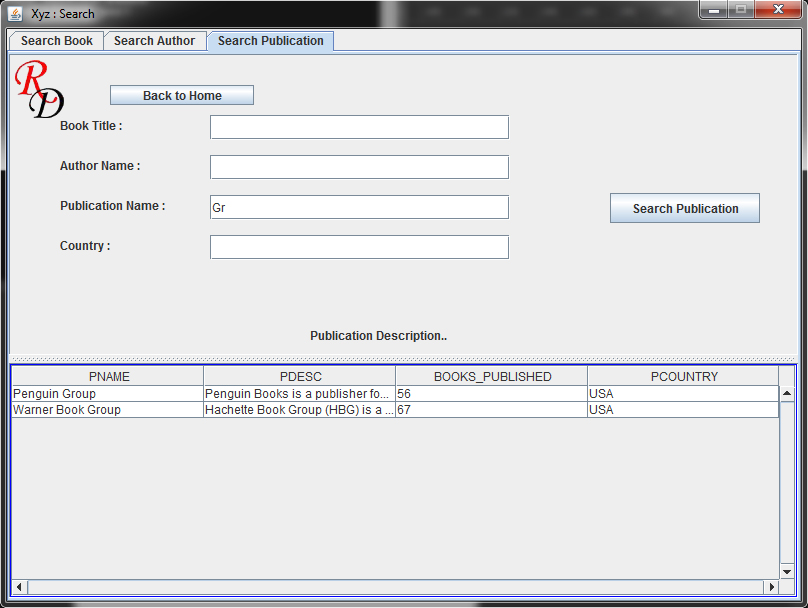 Xyz : Search
Search Book Search Author Search Publication
RD
Back to Home
Book Title :
Author Name :
Publication Name : Gr
Search Publication
Country :
Publication Description..
PNAME PDESC BOOKS_PUBLISHED PCOUNTRY
Penguin Group Penguin Books is a publisher fo... 56 USA
Warner Book Group Hachette Book Group (HBG) is a ... 67 USA